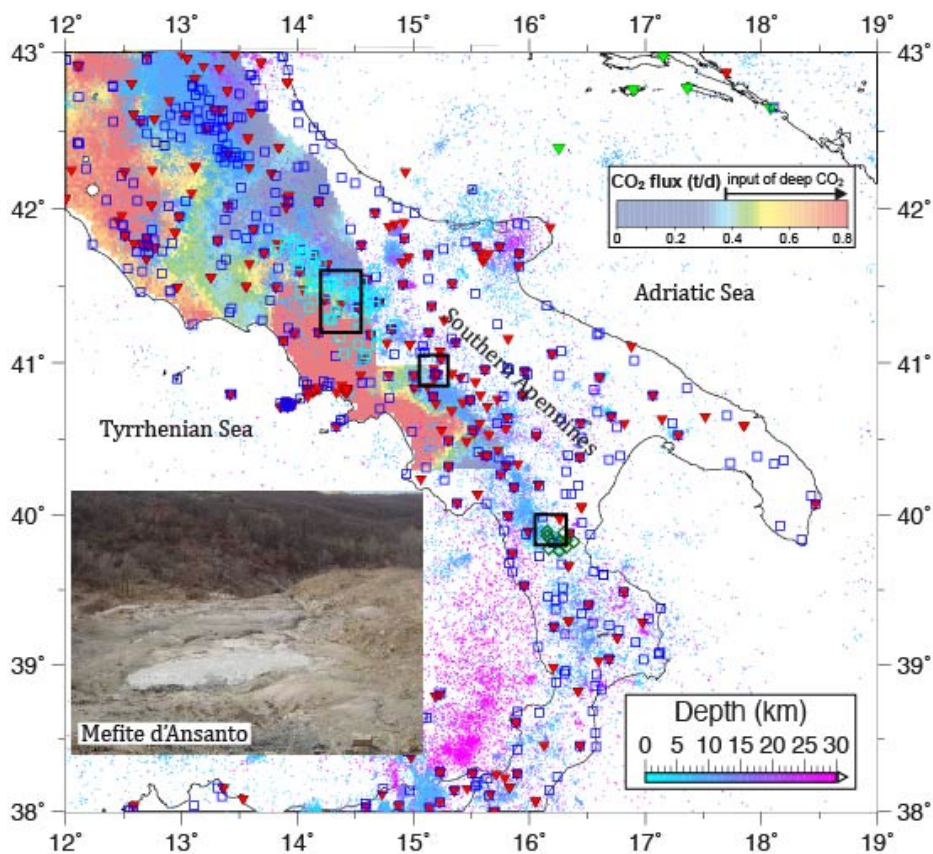 12° 13° 14° 15° 16° 17° 18° 19°
43° 43°
CO₂ flux (t/d) input of deep CO₂
0 0.2 0.4 0.6 0.8
42° 42°
Adriatic Sea
Southern Apennines
41° 41°
Tyrrhenian Sea
40° 40°
39° 39°
Depth (km)
0 5 10 15 20 25 30
Mefite d'Ansanto
38° 38°
12° 13° 14° 15° 16° 17° 18° 19°